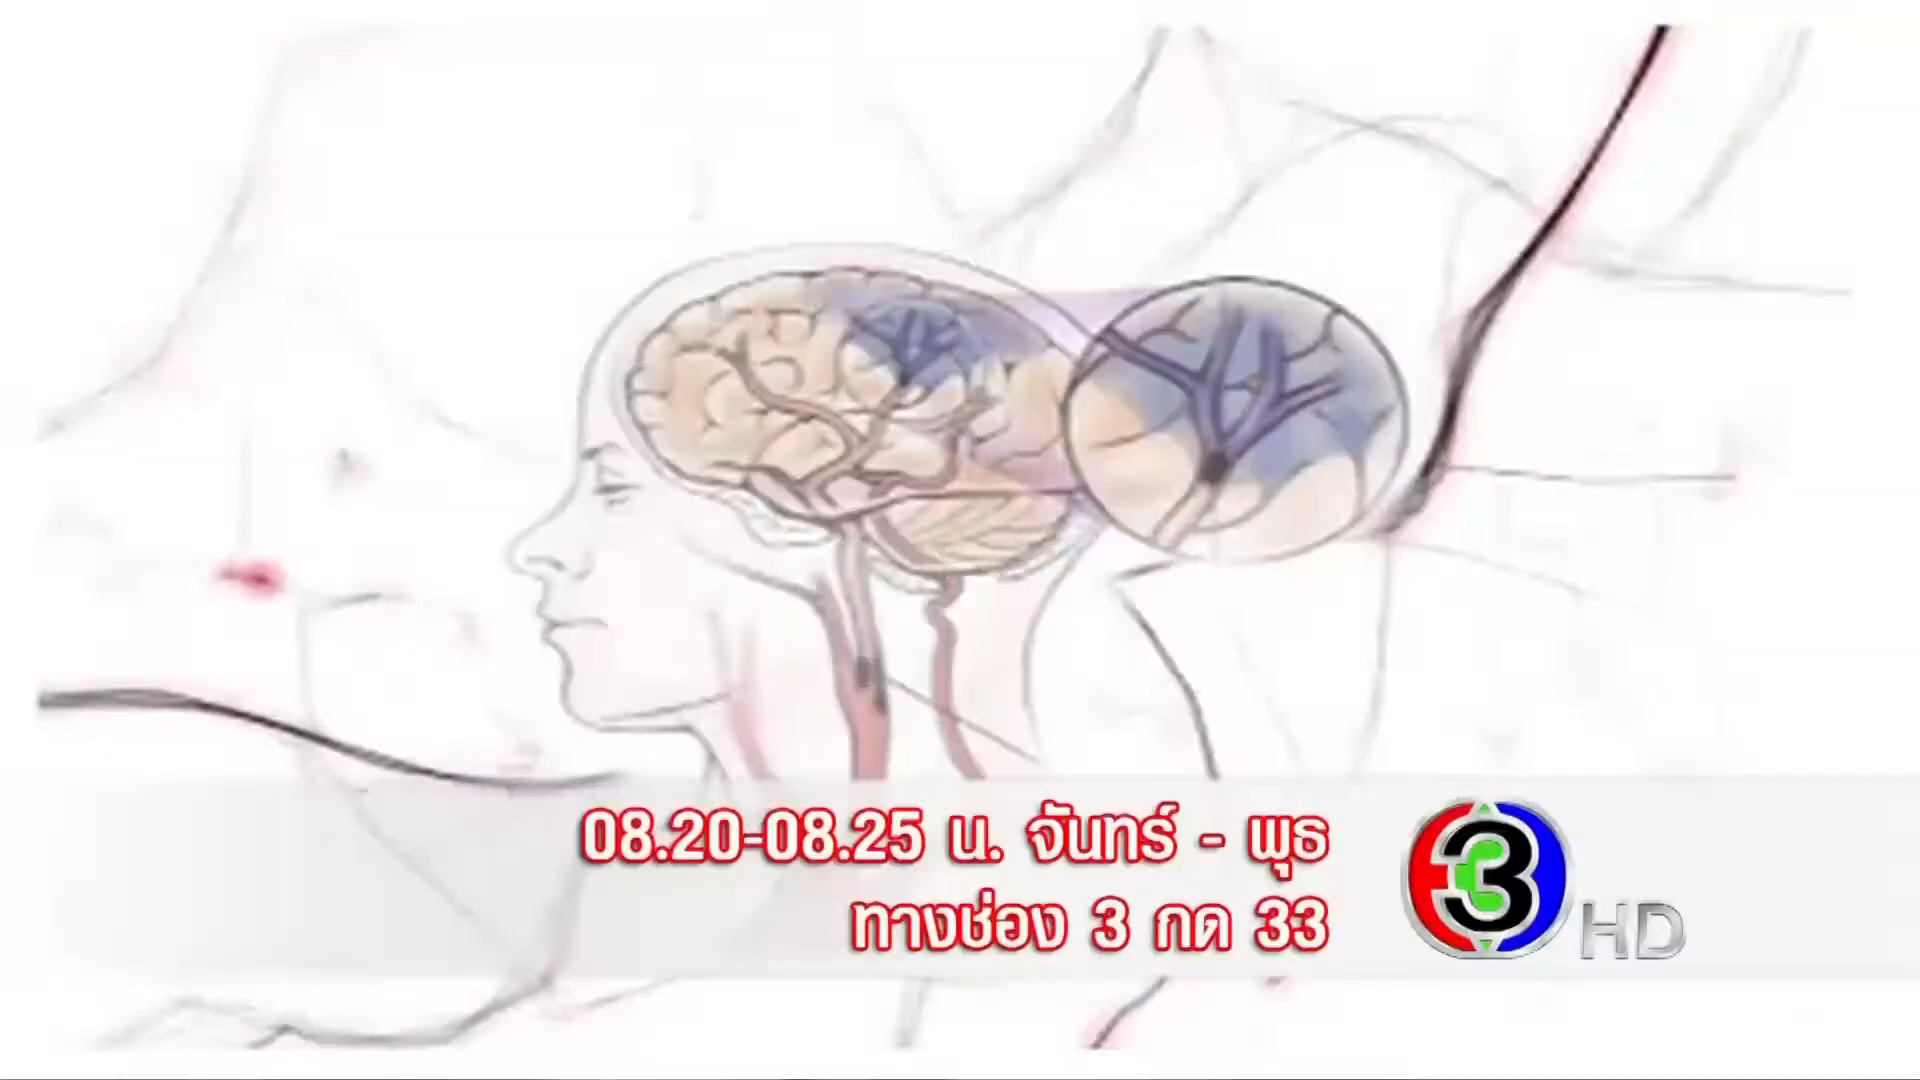 08.20-08.25 น. จันทร์ - พุธ
ทางช่อง 3 กด 33
3 HD